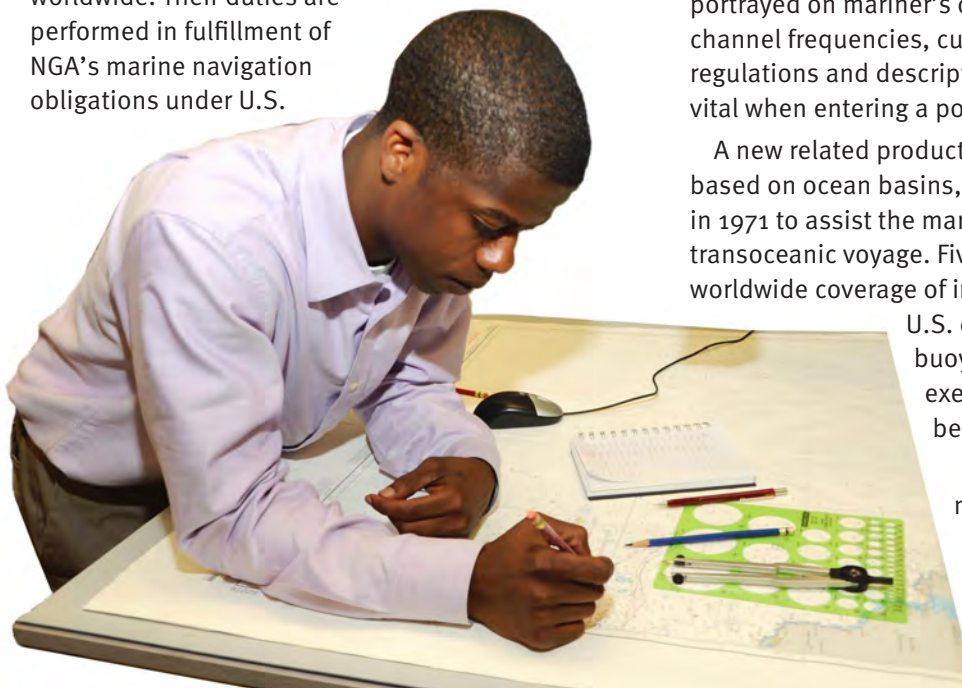 worldwide. Their duties are
performed in fulfillment of
NGA's marine navigation
obligations under U.S.
portrayed on mariner's c
channel frequencies, cu
regulations and descript
vital when entering a po
A new related product
based on ocean basins,
in 1971 to assist the mar
transoceanic voyage. Fiv
worldwide coverage of in
U.S.
buoy
exe
be